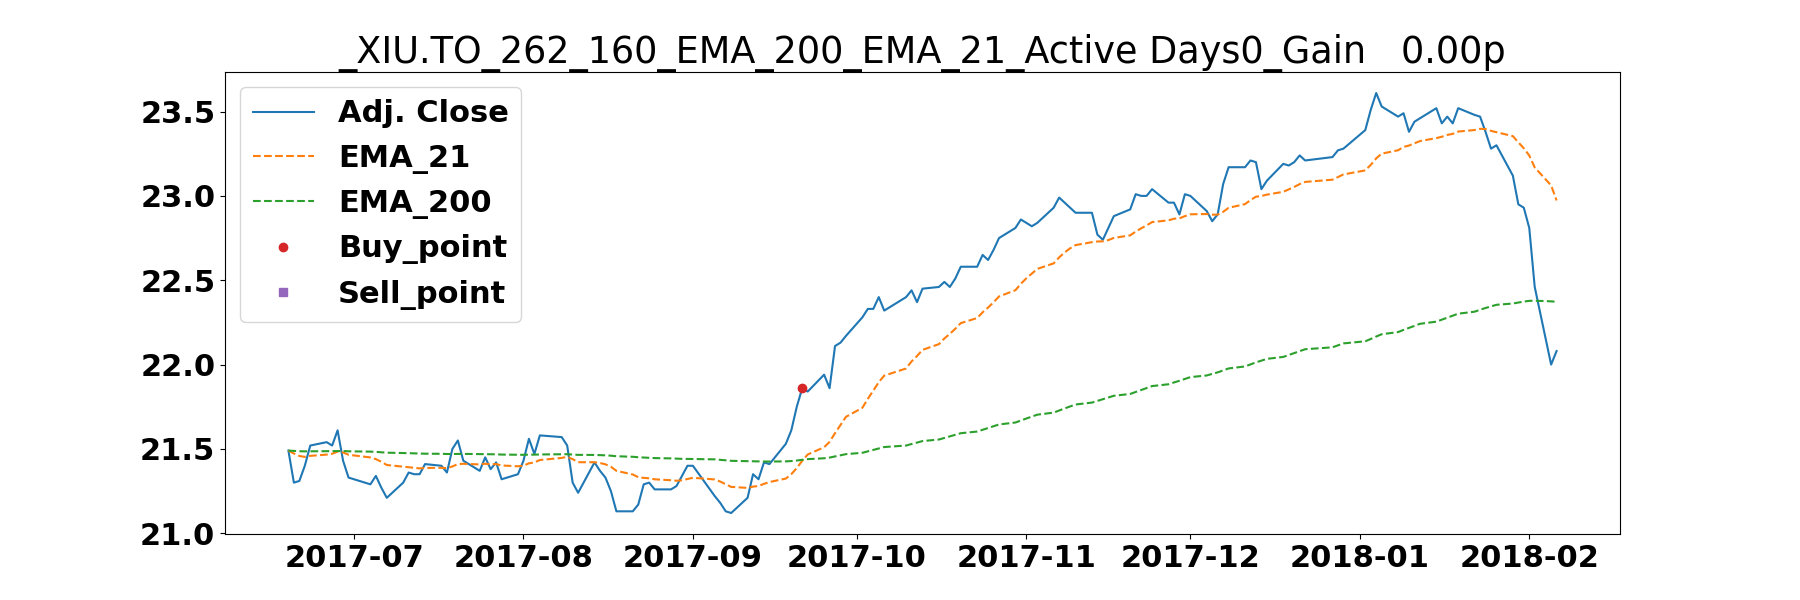 _XIU.TO_262_160_EMA_200_EMA_21_Active Days0_Gain   0.00p
Adj. Close
EMA_21
EMA_200
Buy_point
Sell_point
23.5
23.0
22.5
22.0
21.5
21.0
2017-07 2017-08 2017-09 2017-10 2017-11 2017-12 2018-01 2018-02